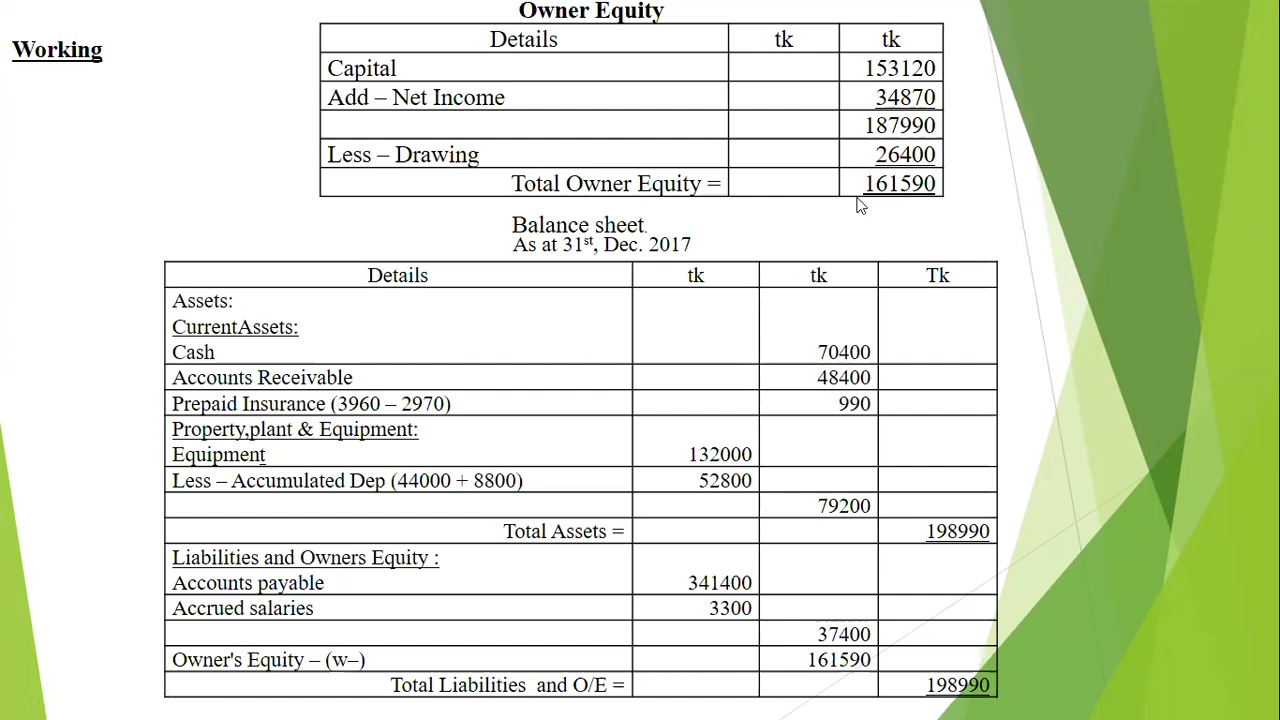 Owner Equity
Working
Details tk tk
Capital 153120
Add – Net Income 34870
187990
Less – Drawing 26400
Total Owner Equity = 161590
Balance sheet.
As at 31st, Dec. 2017
Details tk tk Tk
Assets:
CurrentAssets:
Cash 70400
Accounts Receivable 48400
Prepaid Insurance (3960 – 2970) 990
Property,plant & Equipment:
Equipment 132000
Less – Accumulated Dep (44000 + 8800) 52800
79200
Total Assets = 198990
Liabilities and Owners Equity :
Accounts payable 341400
Accrued salaries 3300
37400
Owner's Equity – (w–) 161590
Total Liabilities and O/E = 198990